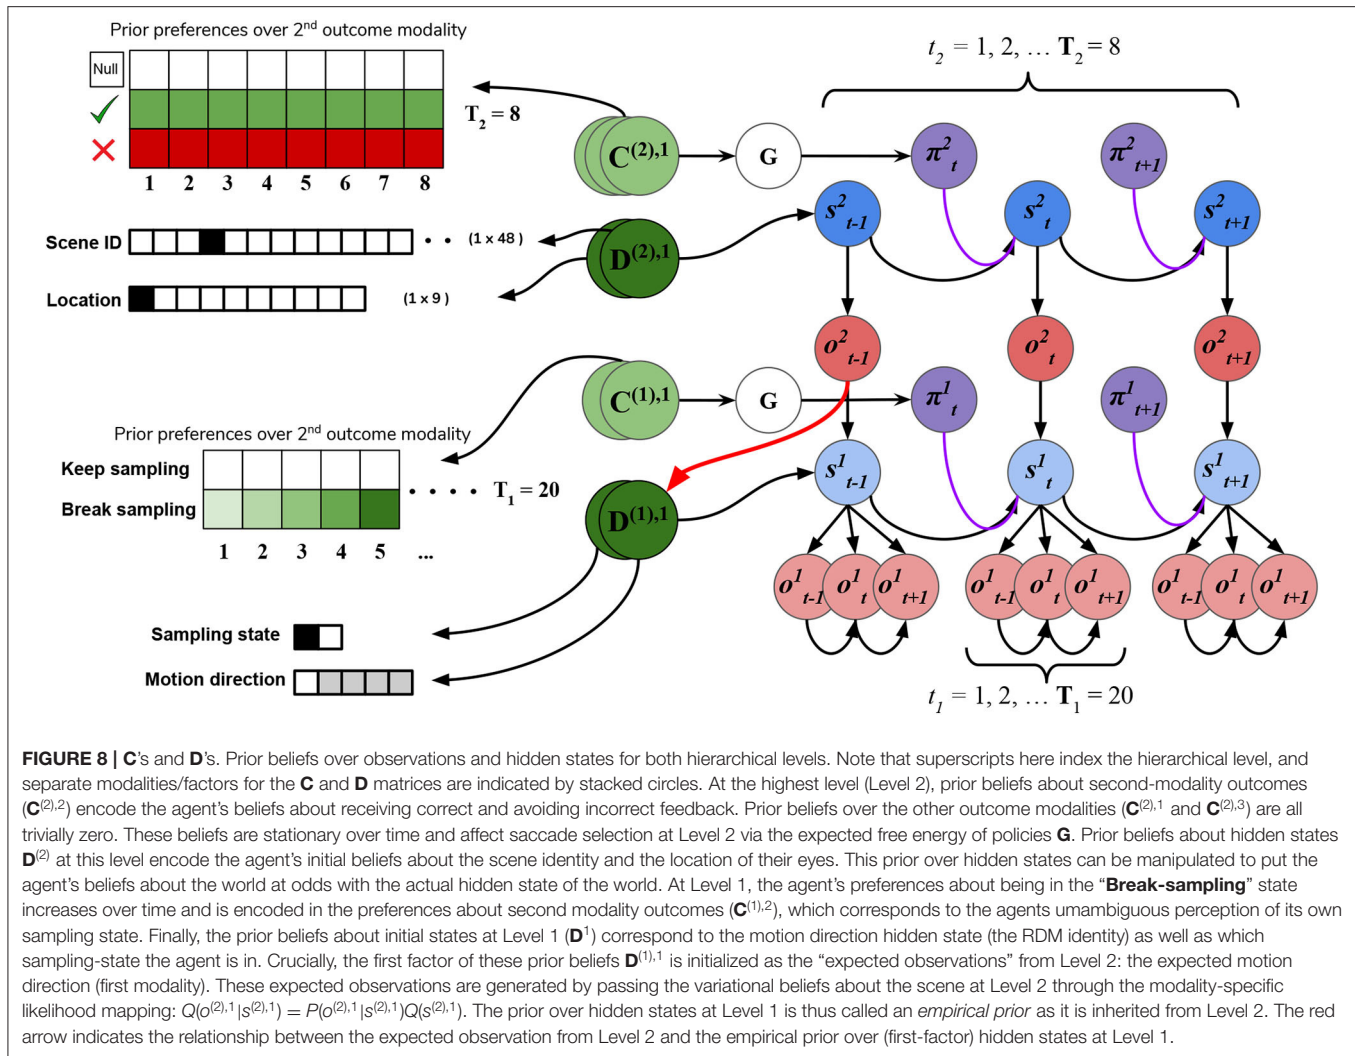 Prior preferences over 2nd outcome modality
Null
T2 = 8
1 2 3 4 5 6 7 8
Scene ID
(1 x 48)
Location
(1 x 9)
t2 = 1, 2, … T2 = 8
C(2),1
G
π2t
π2t+1
D(2),1
s2t-1
s2t
s2t+1
o2t-1
o2t
o2t+1
C(1),1
G
π1t
π1t+1
Prior preferences over 2nd outcome modality
Keep sampling
Break sampling
T1 = 20
1 2 3 4 5 ...
D(1),1
s1t-1
s1t
s1t+1
o1t-1 o1t o1t+1
o1t-1 o1t o1t+1
o1t-1 o1t o1t+1
Sampling state
Motion direction
t1 = 1, 2, … T1 = 20
FIGURE 8 | C's and D's. Prior beliefs over observations and hidden states for both hierarchical levels. Note that superscripts here index the hierarchical level, and
separate modalities/factors for the C and D matrices are indicated by stacked circles. At the highest level (Level 2), prior beliefs about second-modality outcomes
(C(2),2) encode the agent's beliefs about receiving correct and avoiding incorrect feedback. Prior beliefs over the other outcome modalities (C(2),1 and C(2),3) are all
trivially zero. These beliefs are stationary over time and affect saccade selection at Level 2 via the expected free energy of policies G. Prior beliefs about hidden states
D(2) at this level encode the agent's initial beliefs about the scene identity and the location of their eyes. This prior over hidden states can be manipulated to put the
agent's beliefs about the world at odds with the actual hidden state of the world. At Level 1, the agent's preferences about being in the "Break-sampling" state
increases over time and is encoded in the preferences about second modality outcomes (C(1),2), which corresponds to the agents umambiguous perception of its own
sampling state. Finally, the prior beliefs about initial states at Level 1 (D1) correspond to the motion direction hidden state (the RDM identity) as well as which
sampling-state the agent is in. Crucially, the first factor of these prior beliefs D(1),1 is initialized as the "expected observations" from Level 2: the expected motion
direction (first modality). These expected observations are generated by passing the variational beliefs about the scene at Level 2 through the modality-specific
likelihood mapping: Q(o(2),1|s(2),1) = P(o(2),1|s(2),1)Q(s(2),1). The prior over hidden states at Level 1 is thus called an empirical prior as it is inherited from Level 2. The red
arrow indicates the relationship between the expected observation from Level 2 and the empirical prior over (first-factor) hidden states at Level 1.